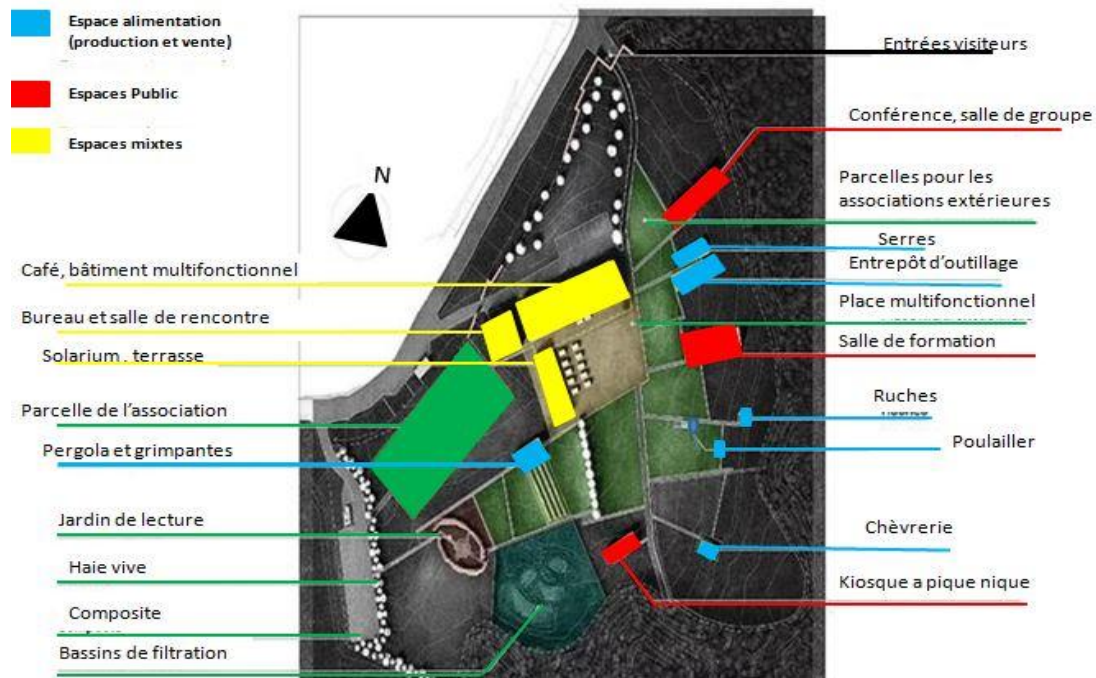 Espace alimentation
(production et vente)
Espaces Public
Espaces mixtes
N
Café, bâtiment multifonctionnel
Bureau et salle de rencontre
Solarium . terrasse
Parcelle de l'association
Pergola et grimpantes
Jardin de lecture
Haie vive
Composite
Bassins de filtration
Entrées visiteurs
Conférence, salle de groupe
Parcelles pour les
associations extérieures
Serres
Entrepôt d'outillage
Place multifonctionnel
Salle de formation
Ruches
Poulailler
Chèvrerie
Kiosque a pique nique